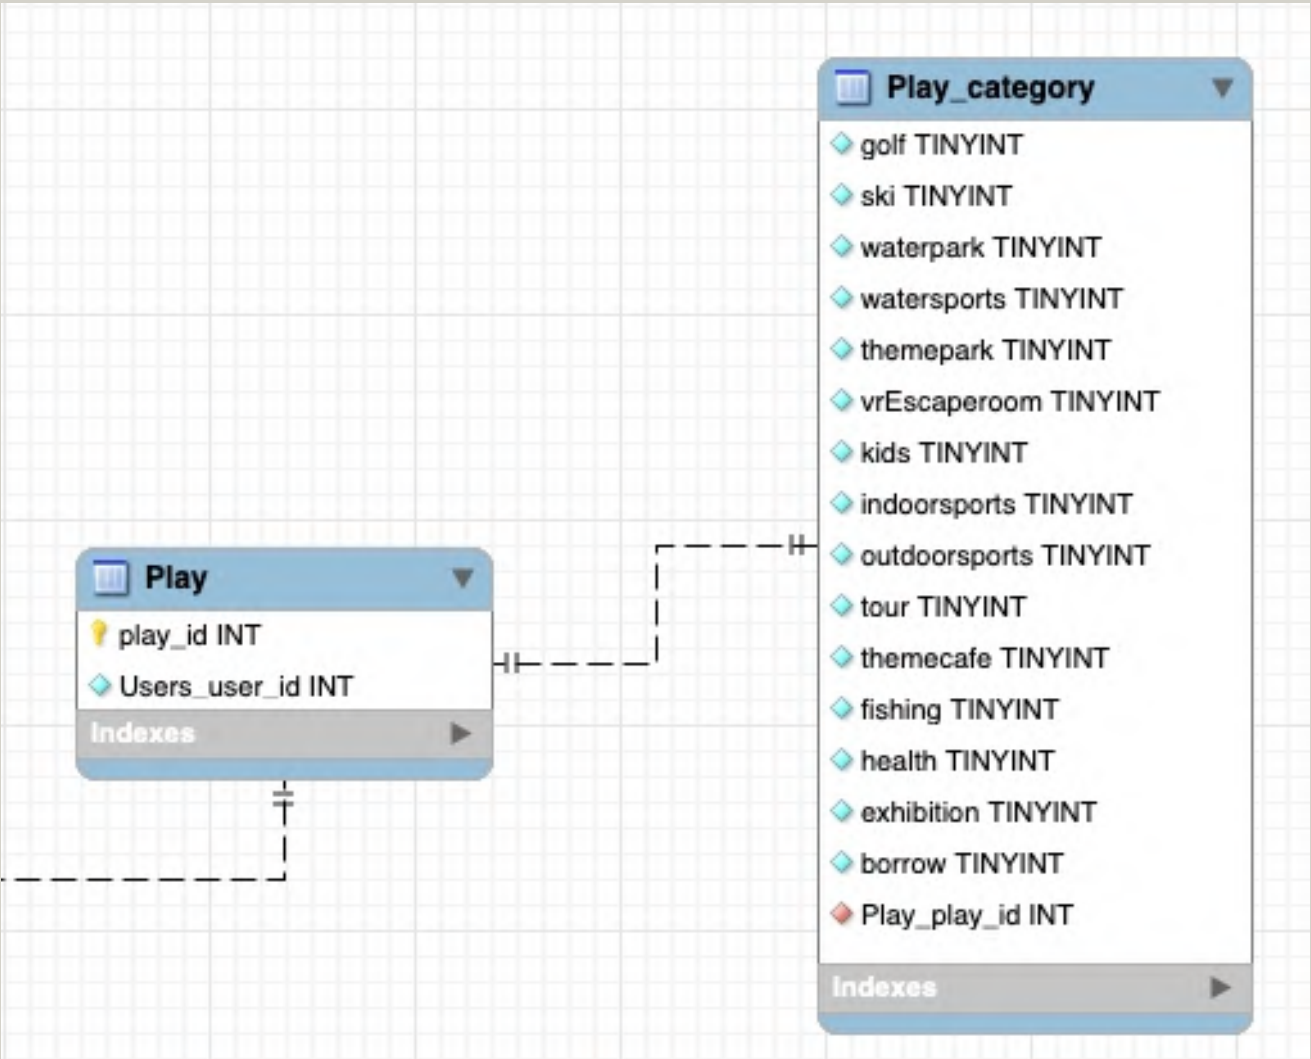 Play_category
golf TINYINT
ski TINYINT
waterpark TINYINT
watersports TINYINT
themepark TINYINT
vrEscaperoom TINYINT
kids TINYINT
indoorsports TINYINT
outdoorsports TINYINT
tour TINYINT
themecafe TINYINT
fishing TINYINT
health TINYINT
exhibition TINYINT
borrow TINYINT
Play_play_id INT
Indexes
Play
play_id INT
Users_user_id INT
Indexes